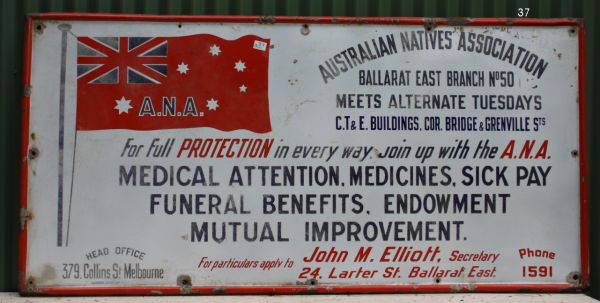 37
AUSTRALIAN NATIVES ASSOCIATION
BALLARAT EAST BRANCH Nº50
MEETS ALTERNATE TUESDAYS
C.T& E. BUILDINGS, COR. BRIDGE & GRENVILLE STS
A.N.A.
For full PROTECTION in every way join up with the A.N.A.
MEDICAL ATTENTION, MEDICINES, SICK PAY
FUNERAL BENEFITS, ENDOWMENT
MUTUAL IMPROVEMENT.
HEAD OFFICE
379, Collins St Melbourne
For particulars apply to John M. Elliott, Secretary
24, Larter St. Ballarat East.
Phone
1591